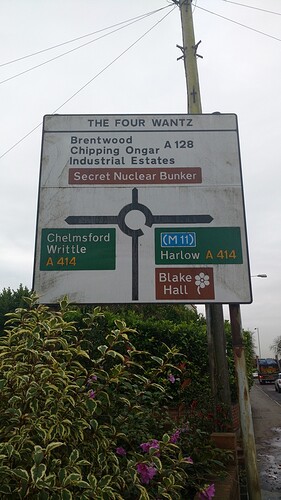 THE FOUR WANTZ
Brentwood
Chipping Ongar A 128
Industrial Estates
Secret Nuclear Bunker
Chelmsford
Writtle
A 414
(M 11)
Harlow A 414
Blake
Hall